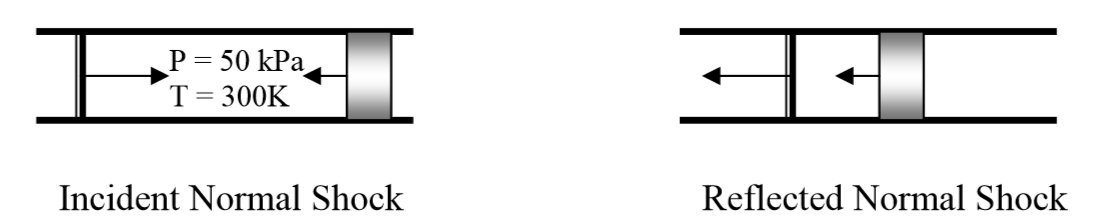 P = 50 kPa
T = 300K
Incident Normal Shock
Reflected Normal Shock